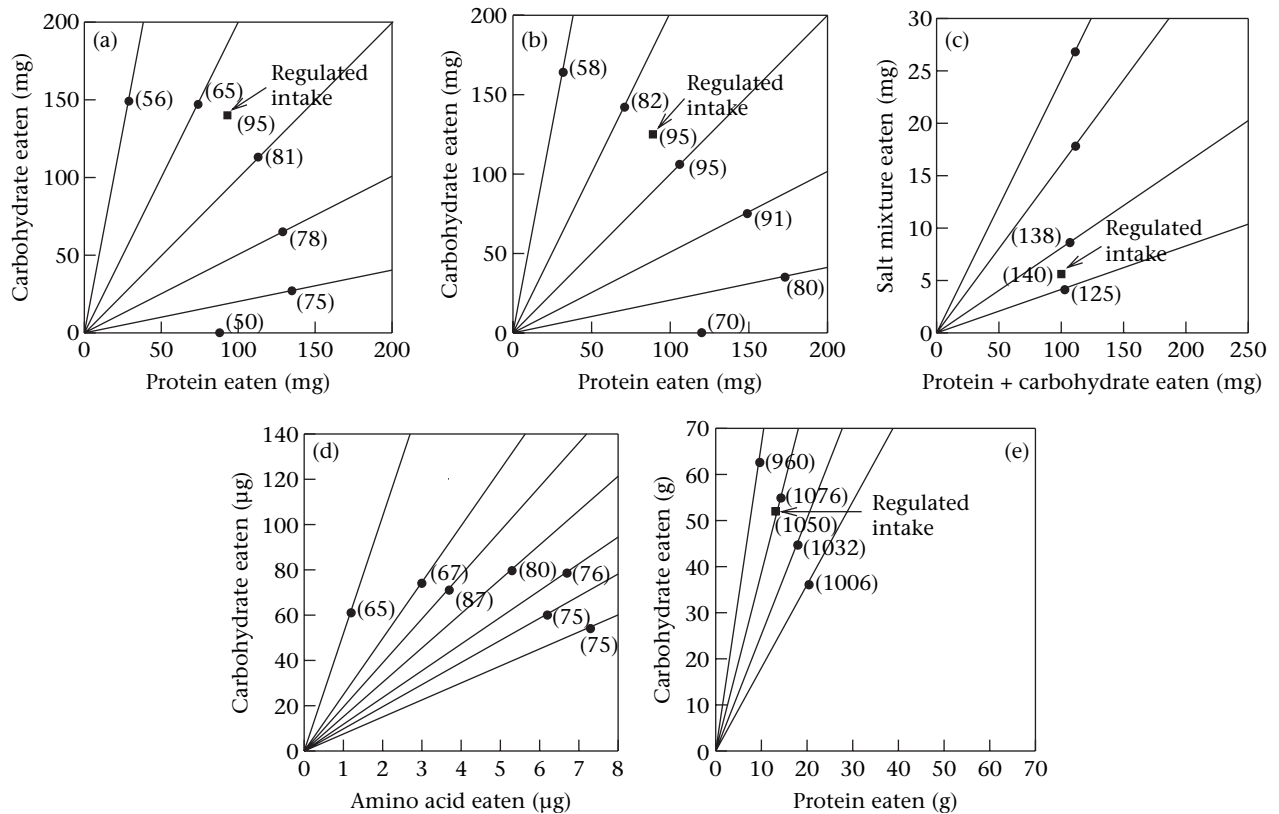 (a)
200
150
100
50
0
Carbohydrate eaten (mg)
(56)
(65)
Regulated
intake
(95)
(81)
(78)
(75)
(50)
0 50 100 150 200
Protein eaten (mg)
(b)
200
150
100
50
0
Carbohydrate eaten (mg)
(58)
(82)
Regulated
intake
(95)
(95)
(91)
(80)
(70)
0 50 100 150 200
Protein eaten (mg)
(c)
30
25
20
15
10
5
0
Salt mixture eaten (mg)
(138)
Regulated
intake
(140)
(125)
0 50 100 150 200 250
Protein + carbohydrate eaten (mg)
(d)
140
120
100
80
60
40
20
0
Carbohydrate eaten (µg)
(65)
(67)
(87)
(80)
(76)
(75)
(75)
0 1 2 3 4 5 6 7 8
Amino acid eaten (µg)
(e)
70
60
50
40
30
20
10
0
Carbohydrate eaten (g)
(960)
(1076)
Regulated
intake
(1050)
(1032)
(1006)
0 10 20 30 40 50 60 70
Protein eaten (g)